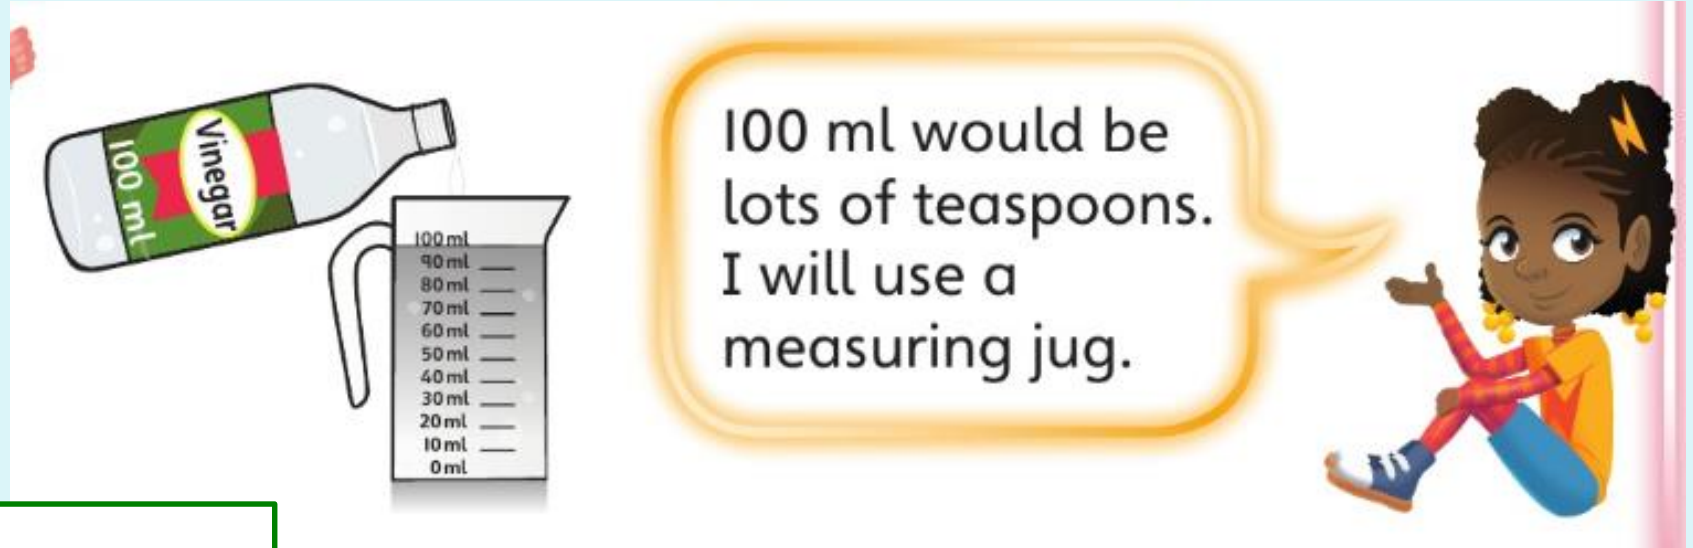 Vinegar
100 ml
100 ml
90 ml
80 ml
70 ml
60 ml
50 ml
40 ml
30 ml
20 ml
10 ml
0 ml
100 ml would be
lots of teaspoons.
I will use a
measuring jug.